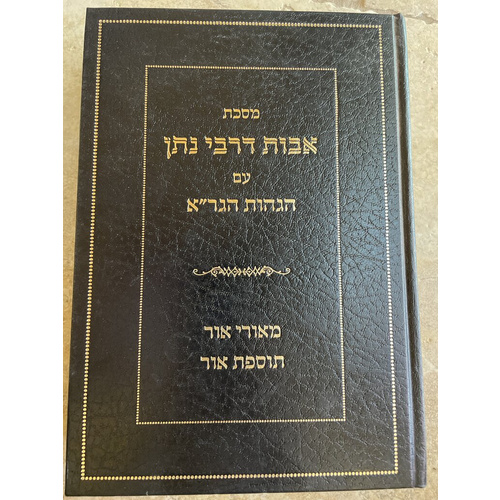 מסכת
אבות דרבי נתן
עם
הגהות הגר״א
מאורי אור
תוספת אור